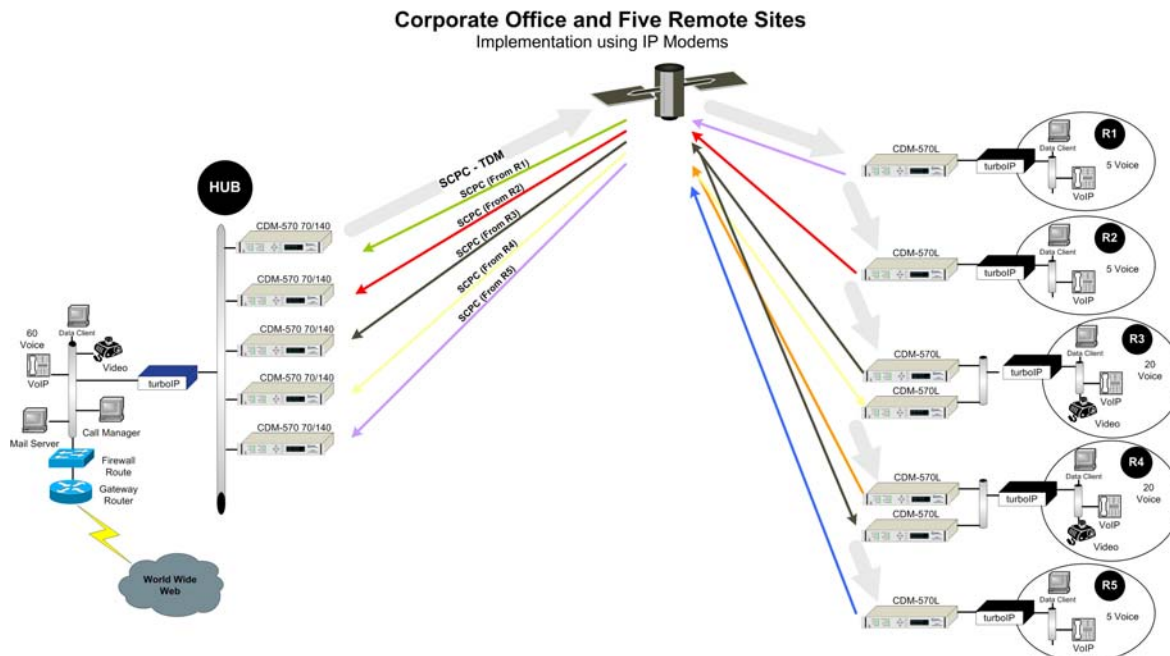 Corporate Office and Five Remote Sites
Implementation using IP Modems
HUB
SCPC - TDM
SCPC (From R1)
SCPC (From R2)
SCPC (From R3)
SCPC (From R4)
SCPC (From R5)
CDM-570 70/140
CDM-570 70/140
CDM-570 70/140
CDM-570 70/140
CDM-570 70/140
60
Voice
VoIP
Data Client
Video
turboIP
Mail Server
Call Manager
Firewall
Route
Gateway
Router
World Wide
Web
CDM-570L
turboIP
Data Client
R1
5 Voice
VoIP
CDM-570L
turboIP
Data Client
R2
5 Voice
VoIP
CDM-570L
CDM-570L
turboIP
Data Client
R3
20
Voice
VoIP
Video
CDM-570L
CDM-570L
turboIP
Data Client
R4
20
Voice
VoIP
Video
CDM-570L
turboIP
Data Client
R5
5 Voice
VoIP